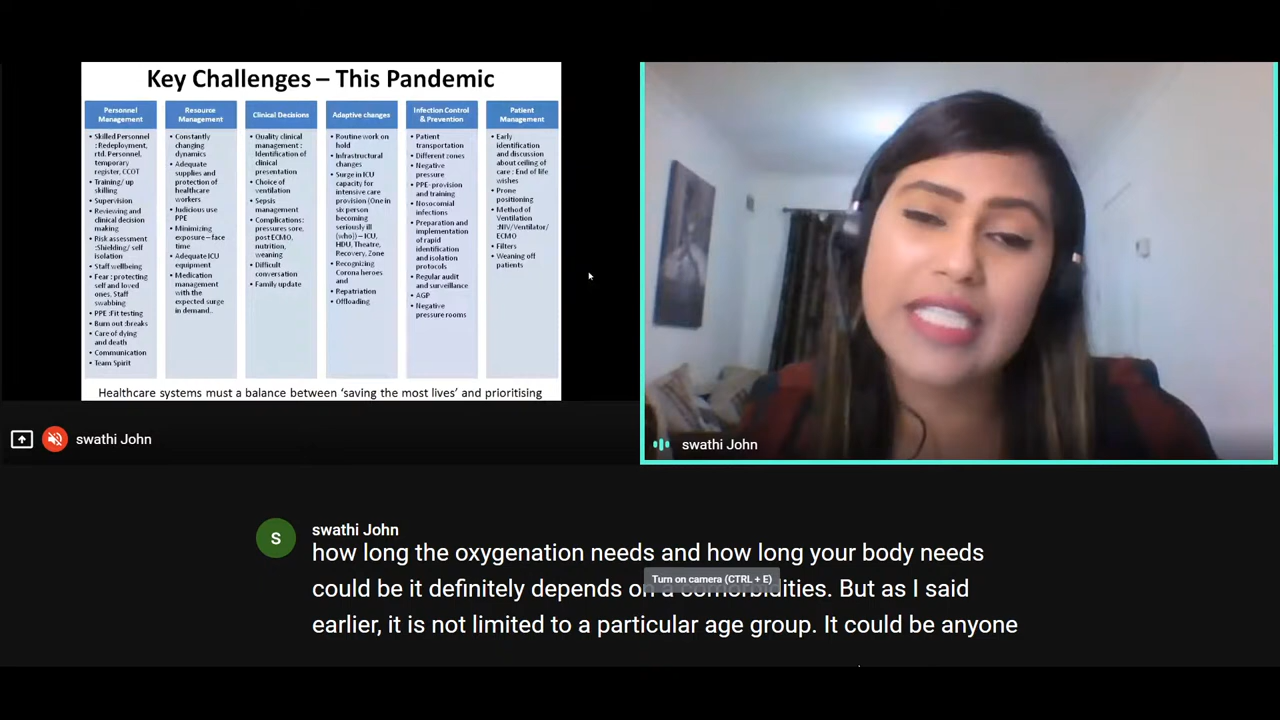 Key Challenges – This Pandemic
Personnel
Management
• Skilled Personnel
: Redeployment,
rtd. Personnel,
temporary
register, CCOT
• Training/ up
skilling
• Supervision
• Reviewing and
clinical decision
making
• Risk assessment
:Shielding/ self
isolation
• Staff wellbeing
• Fear : protecting
self and loved
ones. Staff
swabbing
• PPE :Fit testing
• Burn out :breaks
• Care of dying
and death
• Communication
• Team Spirit
Resource
Management
• Constantly
changing
dynamics
• Adequate
supplies and
protection of
healthcare
workers
• Judicious use
PPE
• Minimizing
exposure – face
time
• Adequate ICU
equipment
• Medication
management
with the
expected surge
in demand..
Clinical Decisions
• Quality clinical
management :
Identification of
clinical
presentation
• Choice of
ventilation
• Sepsis
management
• Complications :
pressures sore,
post ECMO,
nutrition,
weaning
• Difficult
conversation
• Family update
Adaptive changes
• Routine work on
hold
• Infrastructural
changes
• Surge in ICU
capacity for
intensive care
provision (One in
six person
becoming
seriously ill
(who)) – ICU,
HDU, Theatre,
Recovery, Zone
• Recognizing
Corona heroes
and
• Repatriation
• Offloading
Infection Control
& Prevention
• Patient
transportation
• Different zones
• Negative
pressure
• PPE- provision
and training
• Nosocomial
infections
• Preparation and
implementation
of rapid
identification
and isolation
protocols
• Regular audit
and surveillance
• AGP
• Negative
pressure rooms
Patient
Management
• Early
identification
and discussion
about ceiling of
care : End of life
wishes
• Prone
positioning
• Method of
Ventilation
:NIV/Ventilator/
ECMO
• Filters
• Weaning off
patients
Healthcare systems must a balance between ‘saving the most lives’ and prioritising
swathi John
swathi John
S
swathi John
how long the oxygenation needs and how long your body needs
could be it definitely depends on a comorbidities. But as I said
Turn on camera (CTRL + E)
earlier, it is not limited to a particular age group. It could be anyone